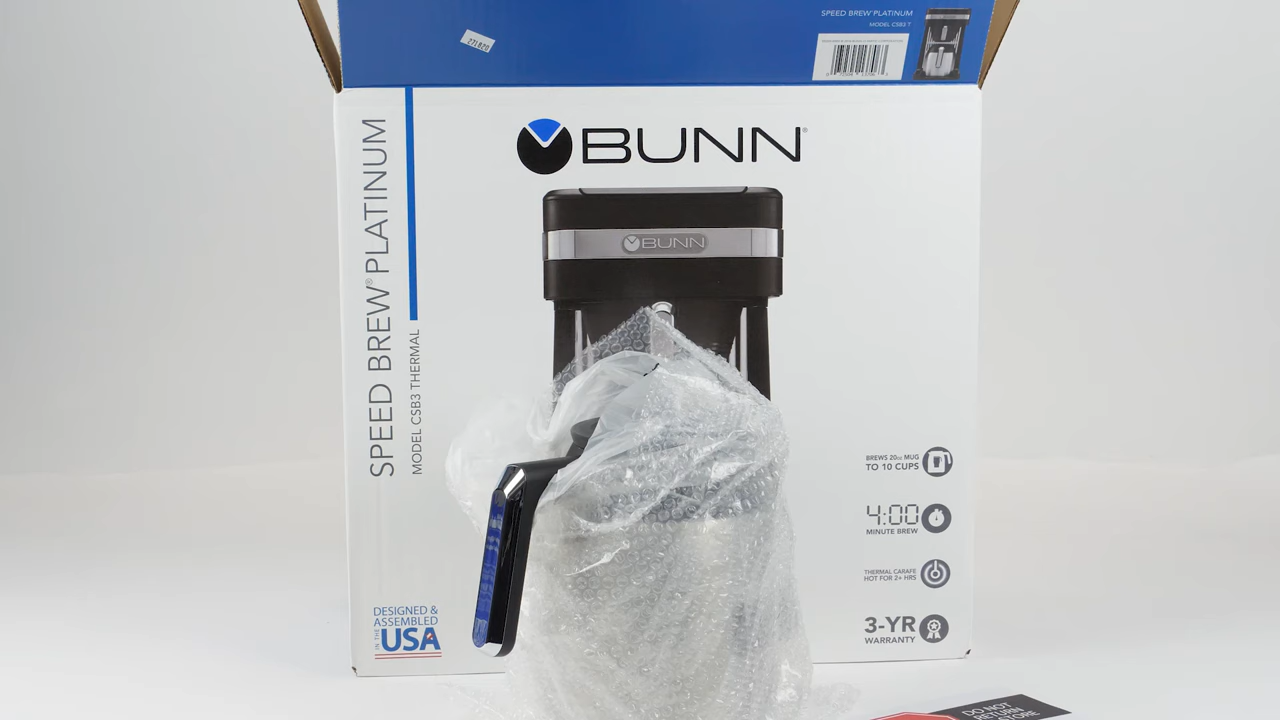 SPEED BREW® PLATINUM
MODEL CSB3 T
271820
BUNN®
BUNN
SPEED BREW® PLATINUM
MODEL CSB3 THERMAL
BREWS 20oz MUG
TO 10 CUPS
4:00
MINUTE BREW
THERMAL CARAFE
HOT FOR 2+ HRS
3-YR
WARRANTY
DESIGNED &
ASSEMBLED
IN THE
USA
DO NOT
RETURN
STORE